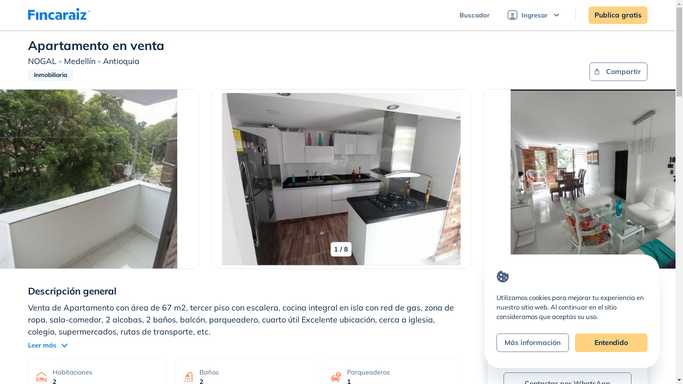 Fincaraiz
Buscador
Ingresar
Publica gratis
Apartamento en venta
NOGAL - Medellín - Antioquia
Inmobiliaria
Compartir
1 / 8
Descripción general
Venta de Apartamento con área de 67 m2, tercer piso con escalera, cocina integral en isla con red de gas, zona de
ropa, sala-comedor, 2 alcobas, 2 baños, balcón, parqueadero, cuarto útil Excelente ubicación, cerca a iglesia,
colegio, supermercados, rutas de transporte, etc.
Leer más
Habitaciones
2
Baños
2
Parqueaderos
1
Utilizamos cookies para mejorar tu experiencia en
nuestro sitio web. Al continuar en el sitio
consideramos que aceptas su uso.
Más información
Entendido
Contactar por WhatsApp